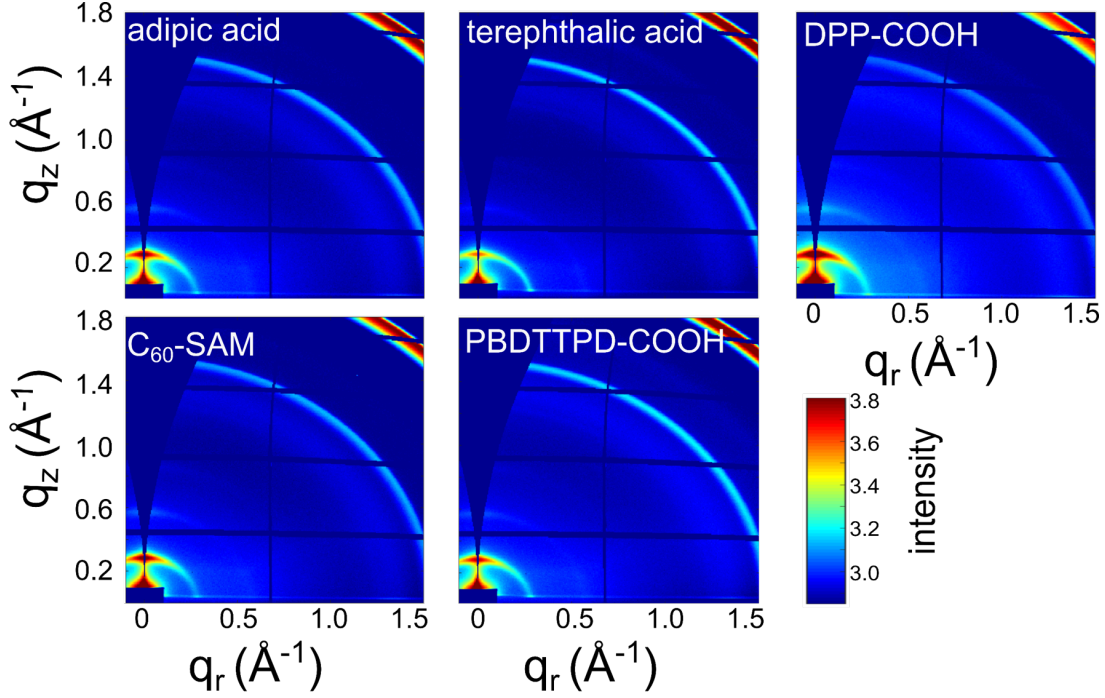 adipic acid
terephthalic acid
DPP-COOH
1.8
1.4
1.0
0.6
0.2
q_z (Å⁻¹)
0 0.5 1.0 1.5
q_r (Å⁻¹)
C₆₀-SAM
PBDTTPD-COOH
1.8
1.4
1.0
0.6
0.2
q_z (Å⁻¹)
3.8
3.4
3.2
3.0
intensity
0 0.5 1.0 1.5
0 0.5 1.0 1.5
q_r (Å⁻¹)
q_r (Å⁻¹)